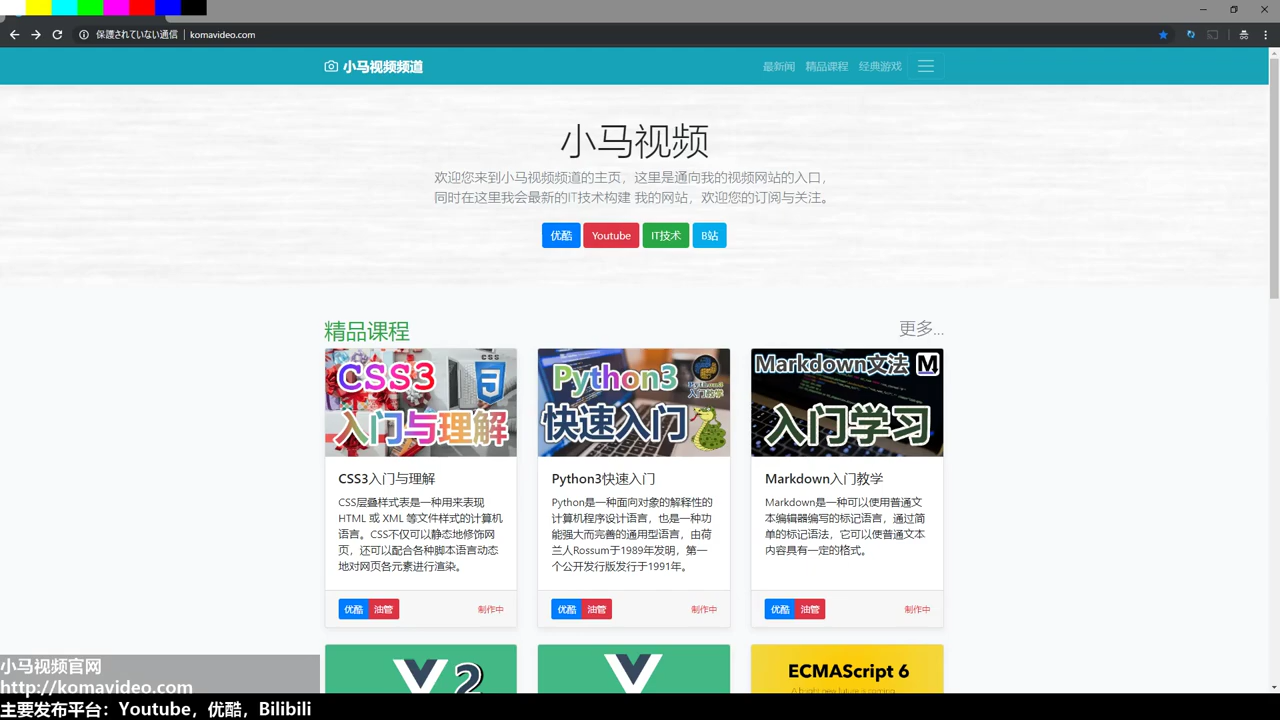 保護されていない通信 | komavideo.com
小马视频频道
最新闻 精品课程 经典游戏
小马视频
欢迎您来到小马视频频道的主页，这里是通向我的视频网站的入口，
同时在这里我会最新的IT技术构建 我的网站，欢迎您的订阅与关注。
优酷 Youtube IT技术 B站
精品课程
更多...
CSS
CSS3
入门与理解
CSS3入门与理解
CSS层叠样式表是一种用来表现
HTML 或 XML 等文件样式的计算机
语言。CSS不仅可以静态地修饰网
页，还可以配合各种脚本语言动态
地对网页各元素进行渲染。
优酷 油管 制作中
Python3
Python3
入门教学
快速入门
Python3快速入门
Python是一种面向对象的解释性的
计算机程序设计语言，也是一种功
能强大而完善的通用型语言，由荷
兰人Rossum于1989年发明，第一
个公开发行版发行于1991年。
优酷 油管 制作中
Markdown文法 M
入门学习
Markdown入门教学
Markdown是一种可以使用普通文
本编辑器编写的标记语言，通过简
单的标记语法，它可以使普通文本
内容具有一定的格式。
优酷 油管 制作中
2
ECMAScript 6
A bright new future is coming
小马视频官网
http://komavideo.com
主要发布平台：Youtube，优酷，Bilibili